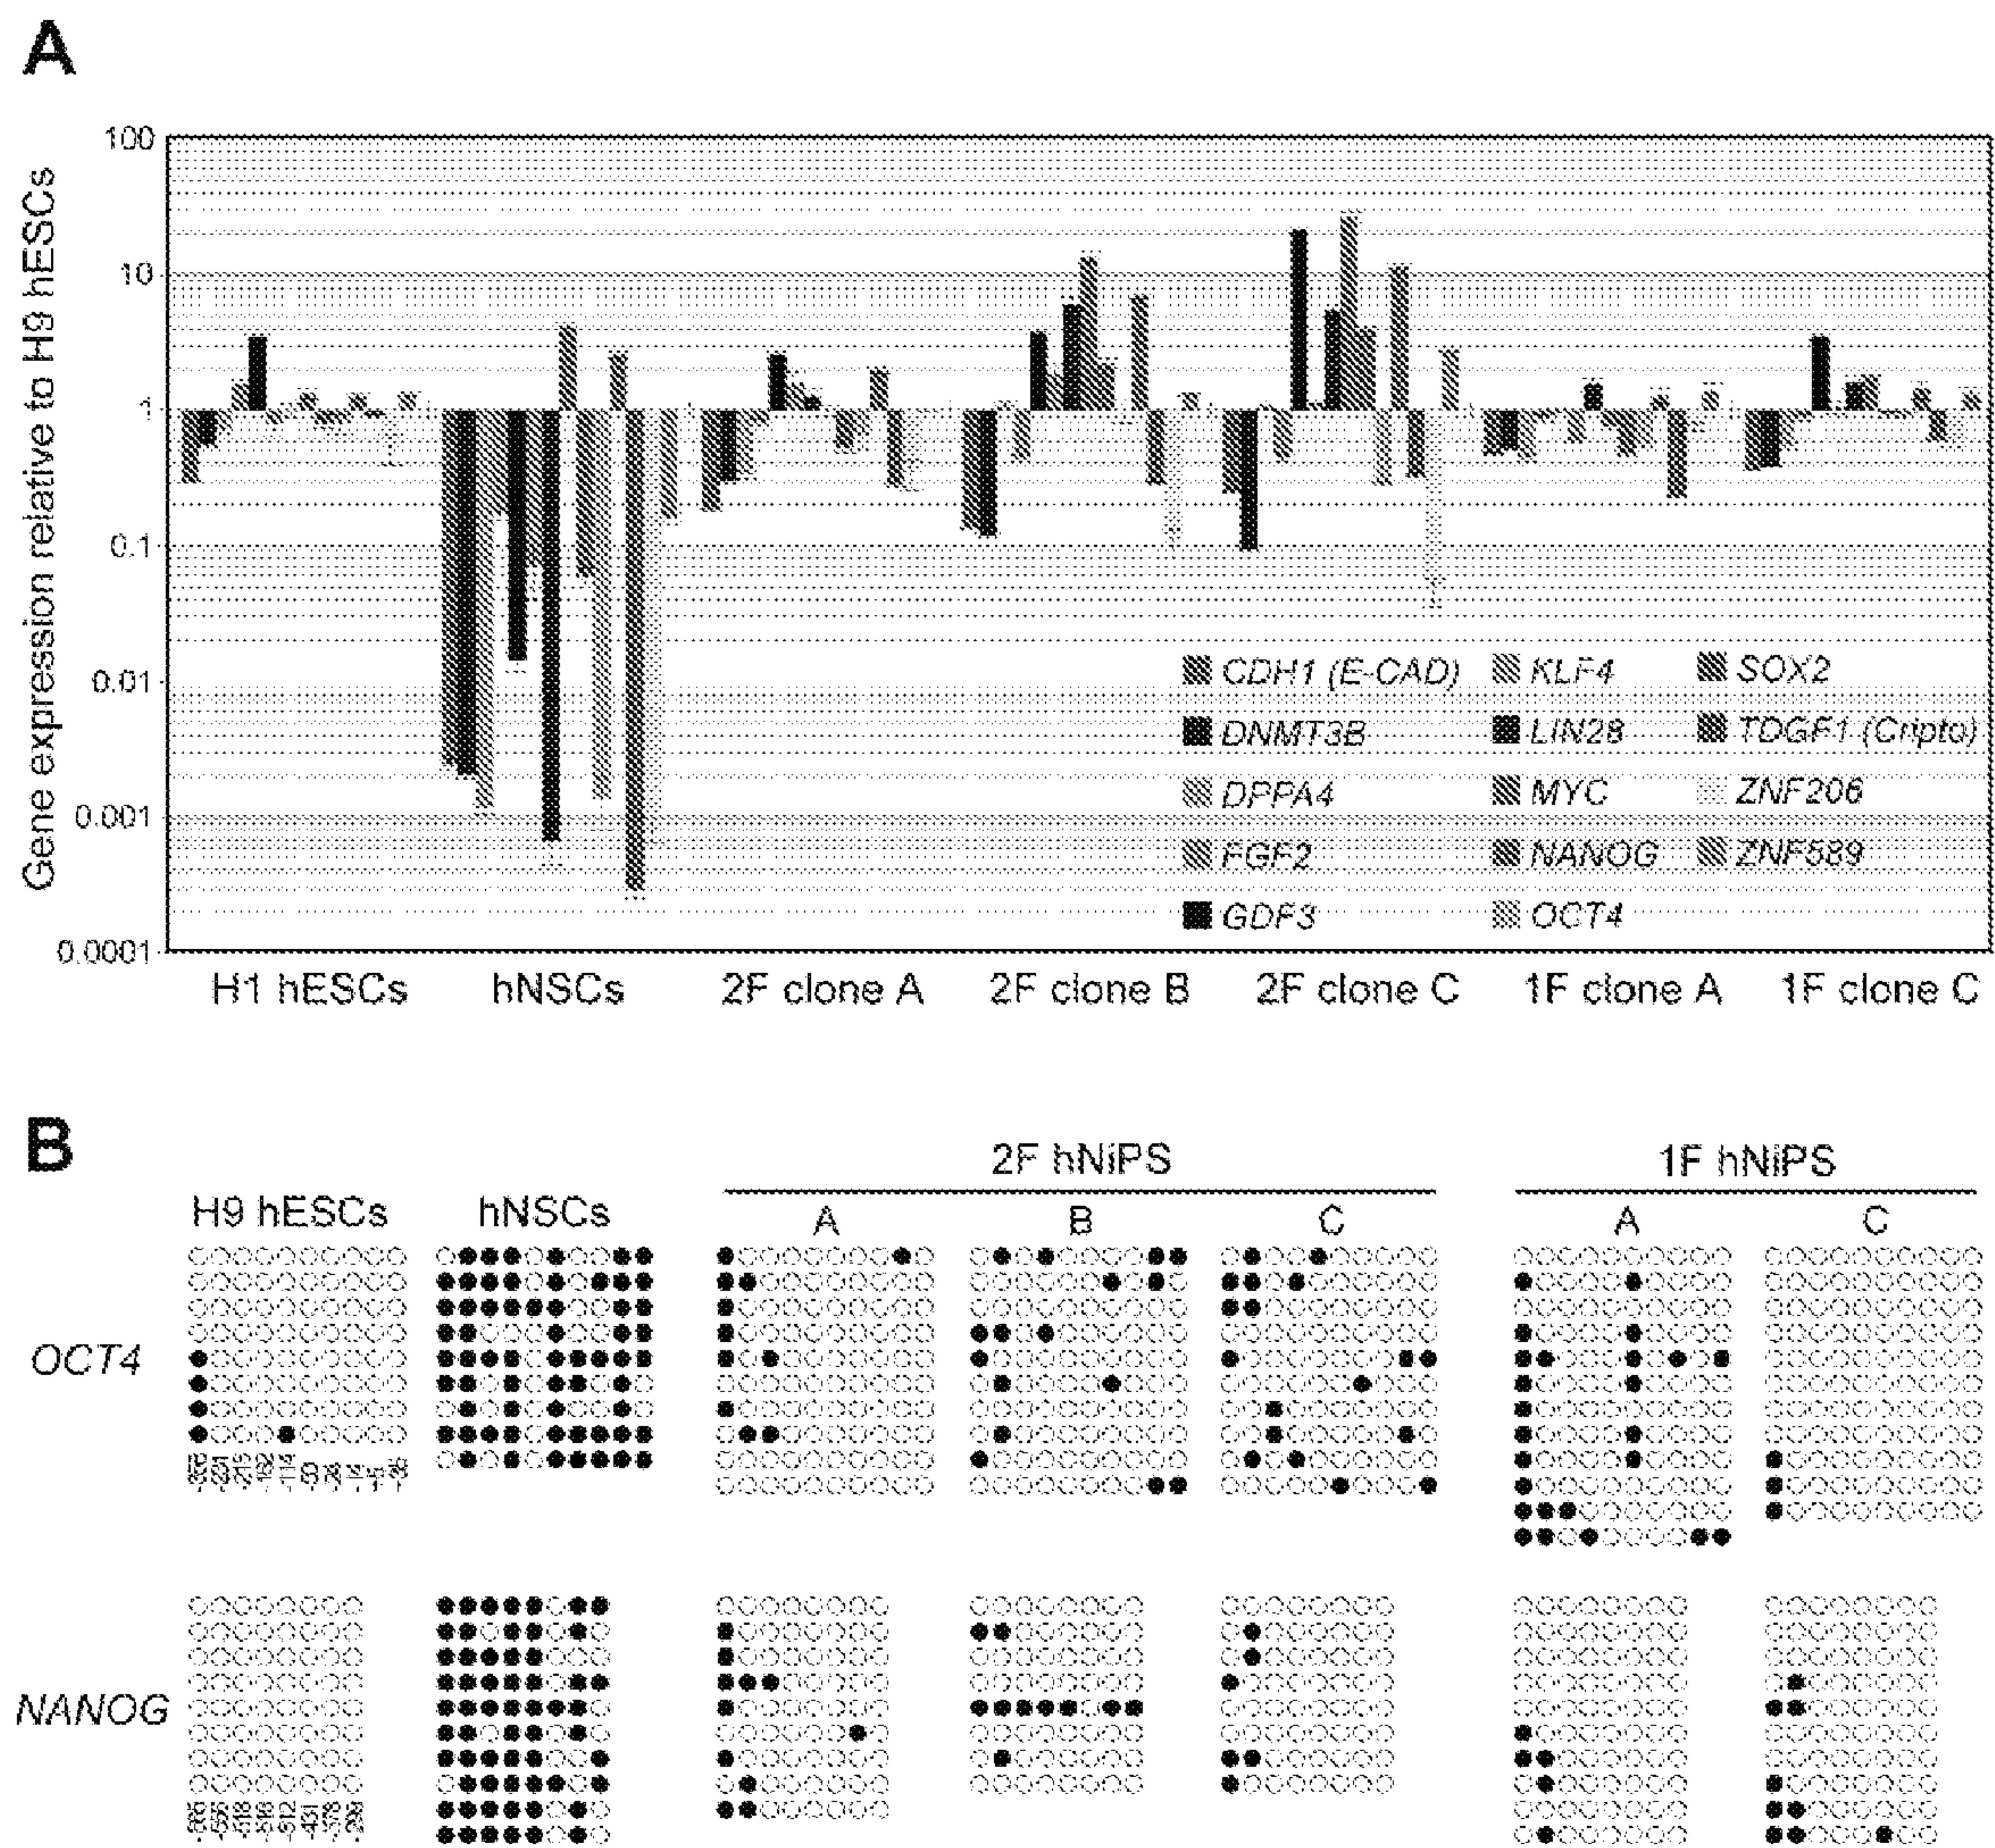 A
Gene expression relative to H9 hESCs
100
10
1
0.1
0.01
0.001
0.0001
CDH1 (E-CAD) KLF4 SOX2
DNMT3B LIN28 TDGF1 (Cripto)
DPPA4 MYC ZNF206
FGF2 NANOG ZNF589
GDF3 OCT4
H1 hESCs hNSCs 2F clone A 2F clone B 2F clone C 1F clone A 1F clone C
B
2F hNiPS 1F hNiPS
H9 hESCs hNSCs A B C A C
OCT4
NANOG